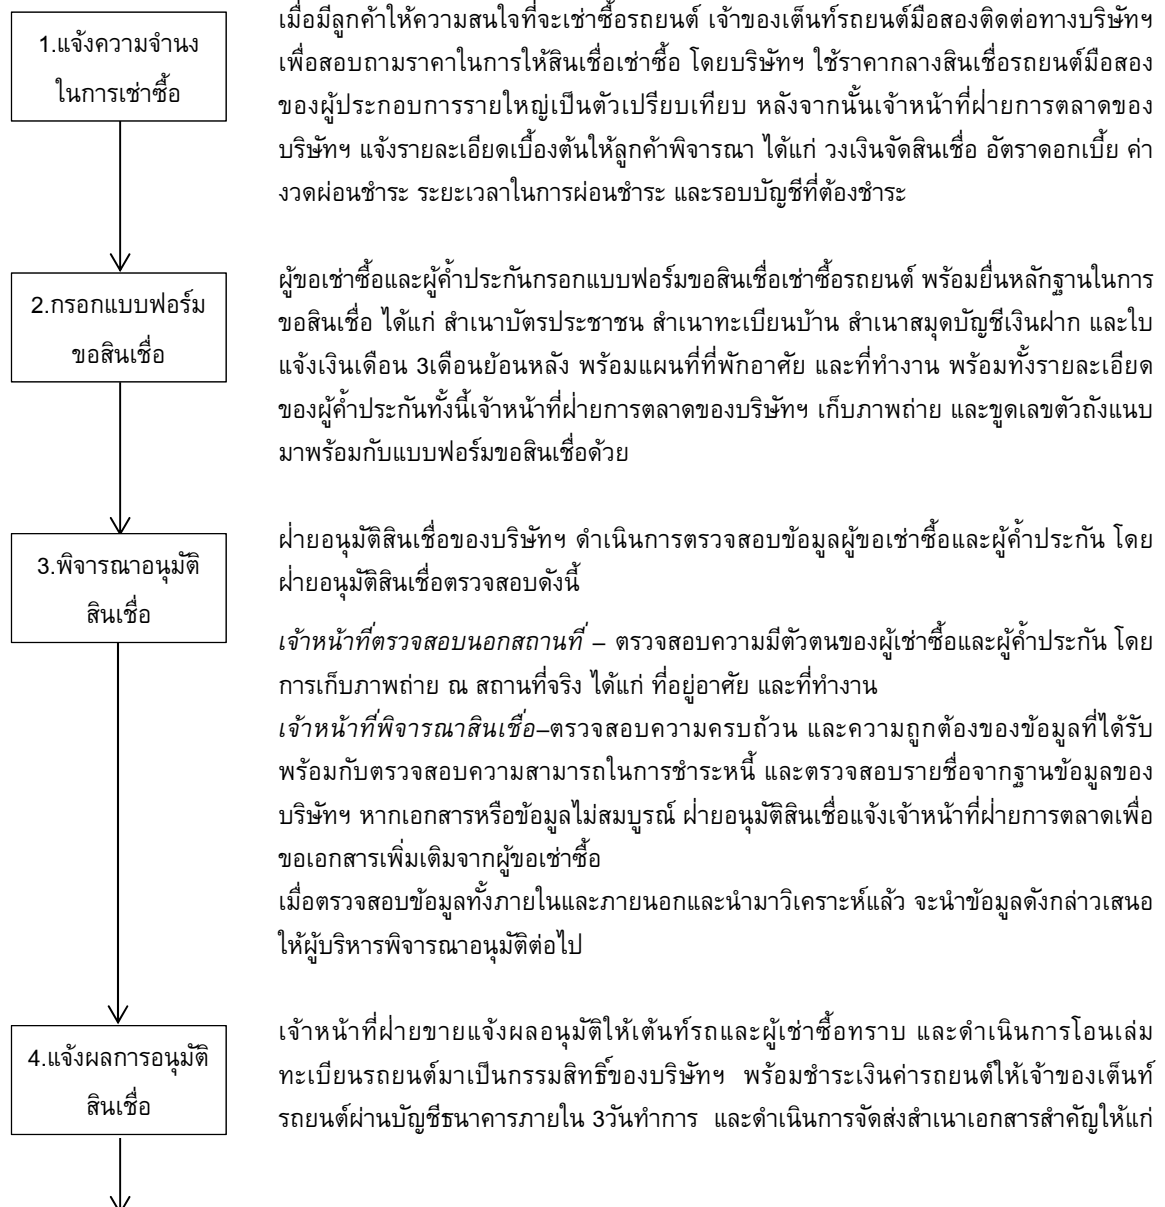 1.แจ้งความจำนง
ในการเช่าซื้อ
เมื่อมีลูกค้าให้ความสนใจที่จะเช่าซื้อรถยนต์ เจ้าของเต็นท์รถยนต์มือสองติดต่อทางบริษัทฯ
เพื่อสอบถามราคาในการให้สินเชื่อเช่าซื้อ โดยบริษัทฯ ใช้ราคากลางสินเชื่อรถยนต์มือสอง
ของผู้ประกอบการรายใหญ่เป็นตัวเปรียบเทียบ หลังจากนั้นเจ้าหน้าที่ฝ่ายการตลาดของ
บริษัทฯ แจ้งรายละเอียดเบื้องต้นให้ลูกค้าพิจารณา ได้แก่ วงเงินจัดสินเชื่อ อัตราดอกเบี้ย ค่า
งวดผ่อนชำระ ระยะเวลาในการผ่อนชำระ และรอบบัญชีที่ต้องชำระ
2.กรอกแบบฟอร์ม
ขอสินเชื่อ
ผู้ขอเช่าซื้อและผู้ค้ำประกันกรอกแบบฟอร์มขอสินเชื่อเช่าซื้อรถยนต์ พร้อมยื่นหลักฐานในการ
ขอสินเชื่อ ได้แก่ สำเนาบัตรประชาชน สำเนาทะเบียนบ้าน สำเนาสมุดบัญชีเงินฝาก และใบ
แจ้งเงินเดือน 3เดือนย้อนหลัง พร้อมแผนที่ที่พักอาศัย และที่ทำงาน พร้อมทั้งรายละเอียด
ของผู้ค้ำประกันทั้งนี้เจ้าหน้าที่ฝ่ายการตลาดของบริษัทฯ เก็บภาพถ่าย และขูดเลขตัวถังแนบ
มาพร้อมกับแบบฟอร์มขอสินเชื่อด้วย
3.พิจารณาอนุมัติ
สินเชื่อ
ฝ่ายอนุมัติสินเชื่อของบริษัทฯ ดำเนินการตรวจสอบข้อมูลผู้ขอเช่าซื้อและผู้ค้ำประกัน โดย
ฝ่ายอนุมัติสินเชื่อตรวจสอบดังนี้
เจ้าหน้าที่ตรวจสอบนอกสถานที่ – ตรวจสอบความมีตัวตนของผู้เช่าซื้อและผู้ค้ำประกัน โดย
การเก็บภาพถ่าย ณ สถานที่จริง ได้แก่ ที่อยู่อาศัย และที่ทำงาน
เจ้าหน้าที่พิจารณาสินเชื่อ–ตรวจสอบความครบถ้วน และความถูกต้องของข้อมูลที่ได้รับ
พร้อมกับตรวจสอบความสามารถในการชำระหนี้ และตรวจสอบรายชื่อจากฐานข้อมูลของ
บริษัทฯ หากเอกสารหรือข้อมูลไม่สมบูรณ์ ฝ่ายอนุมัติสินเชื่อแจ้งเจ้าหน้าที่ฝ่ายการตลาดเพื่อ
ขอเอกสารเพิ่มเติมจากผู้ขอเช่าซื้อ
เมื่อตรวจสอบข้อมูลทั้งภายในและภายนอกและนำมาวิเคราะห์แล้ว จะนำข้อมูลดังกล่าวเสนอ
ให้ผู้บริหารพิจารณาอนุมัติต่อไป
4.แจ้งผลการอนุมัติ
สินเชื่อ
เจ้าหน้าที่ฝ่ายขายแจ้งผลอนุมัติให้เต้นท์รถและผู้เช่าซื้อทราบ และดำเนินการโอนเล่ม
ทะเบียนรถยนต์มาเป็นกรรมสิทธิ์ของบริษัทฯ พร้อมชำระเงินค่ารถยนต์ให้เจ้าของเต็นท์
รถยนต์ผ่านบัญชีธนาคารภายใน 3วันทำการ และดำเนินการจัดส่งสำเนาเอกสารสำคัญให้แก่